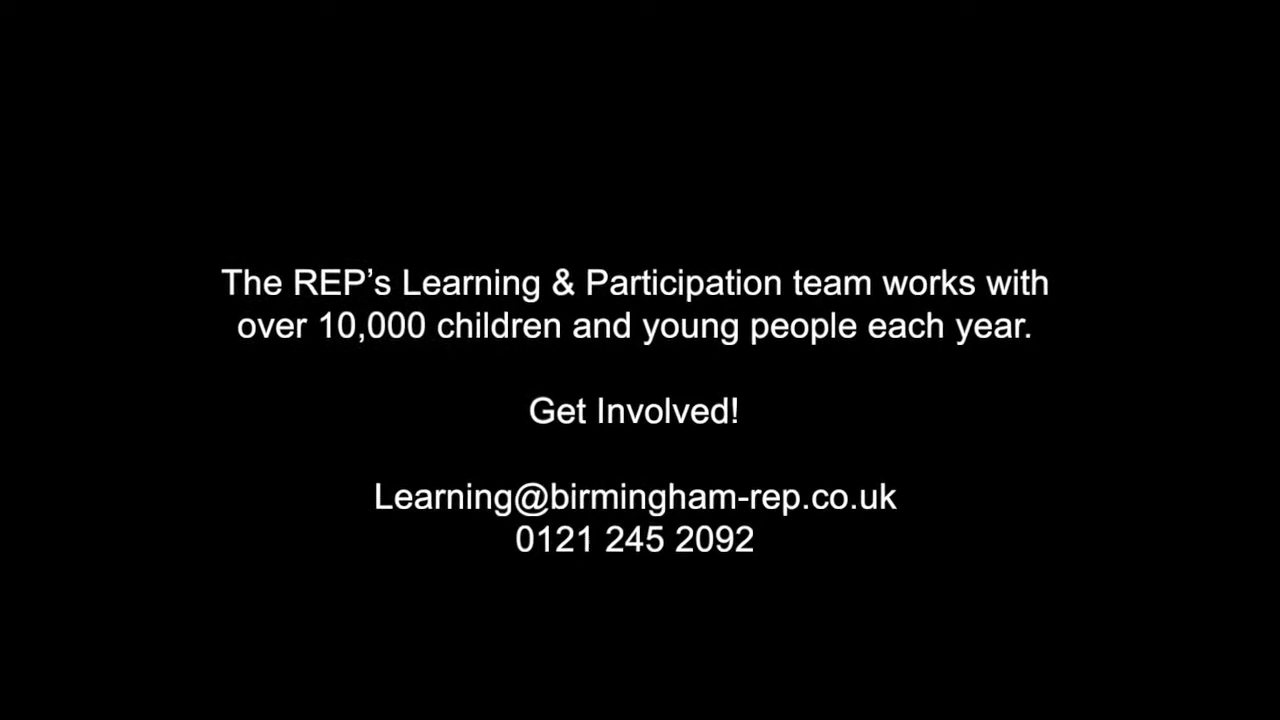 The REP’s Learning & Participation team works with
over 10,000 children and young people each year.
Get Involved!
Learning@birmingham-rep.co.uk
0121 245 2092